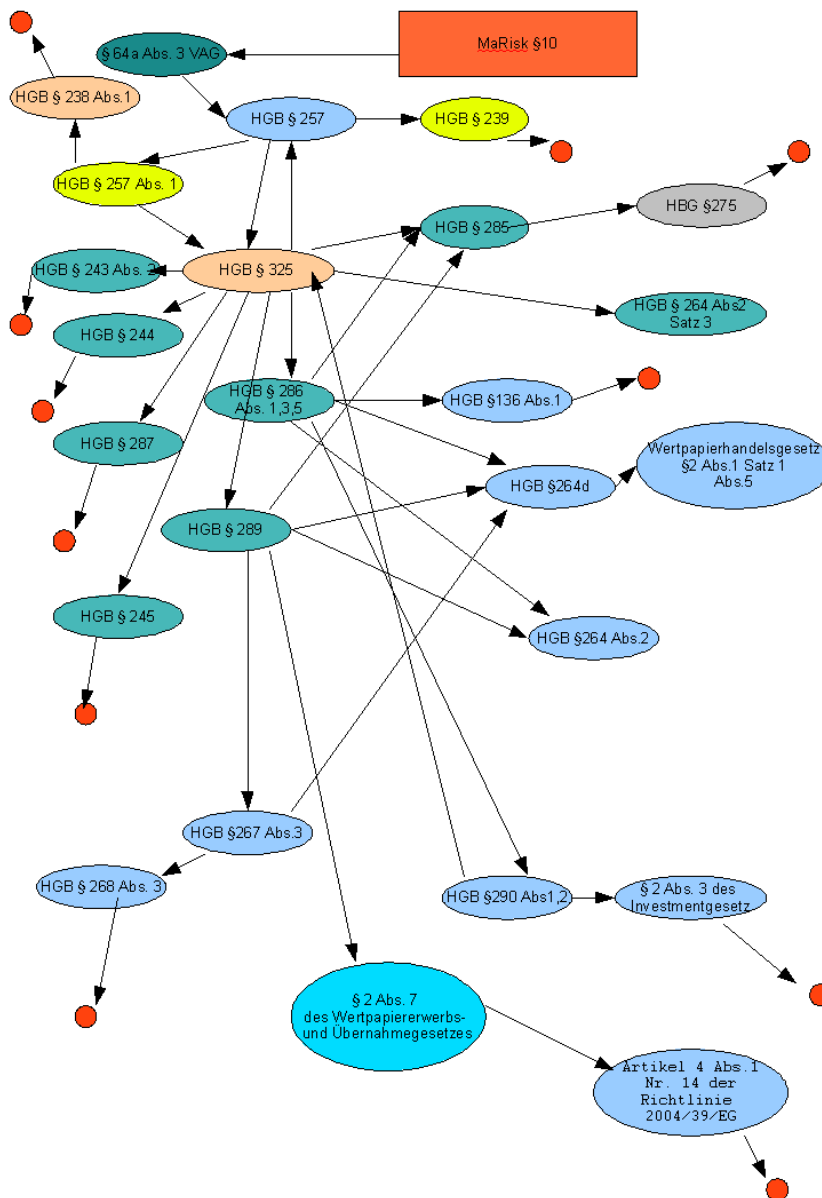 MaRisk §10
§ 64a Abs. 3 VAG
HGB § 238 Abs.1
HGB § 257
HGB § 239
HGB § 257 Abs. 1
HBG §275
HGB § 285
HGB § 243 Abs. 2
HGB § 325
HGB § 264 Abs2
Satz 3
HGB § 244
HGB § 286
Abs. 1,3,5
HGB §136 Abs.1
HGB § 287
Wertpapierhandelsgesetz
§2 Abs.1 Satz 1
Abs.5
HGB §264d
HGB § 289
HGB § 245
HGB §264 Abs.2
HGB §267 Abs.3
HGB § 268 Abs. 3
HGB §290 Abs1,2
§ 2 Abs. 3 des
Investmentgesetz
§ 2 Abs. 7
des Wertpapiererwerbs-
und Übernahmegesetzes
Artikel 4 Abs.1
Nr. 14 der
Richtlinie
2004/39/EG